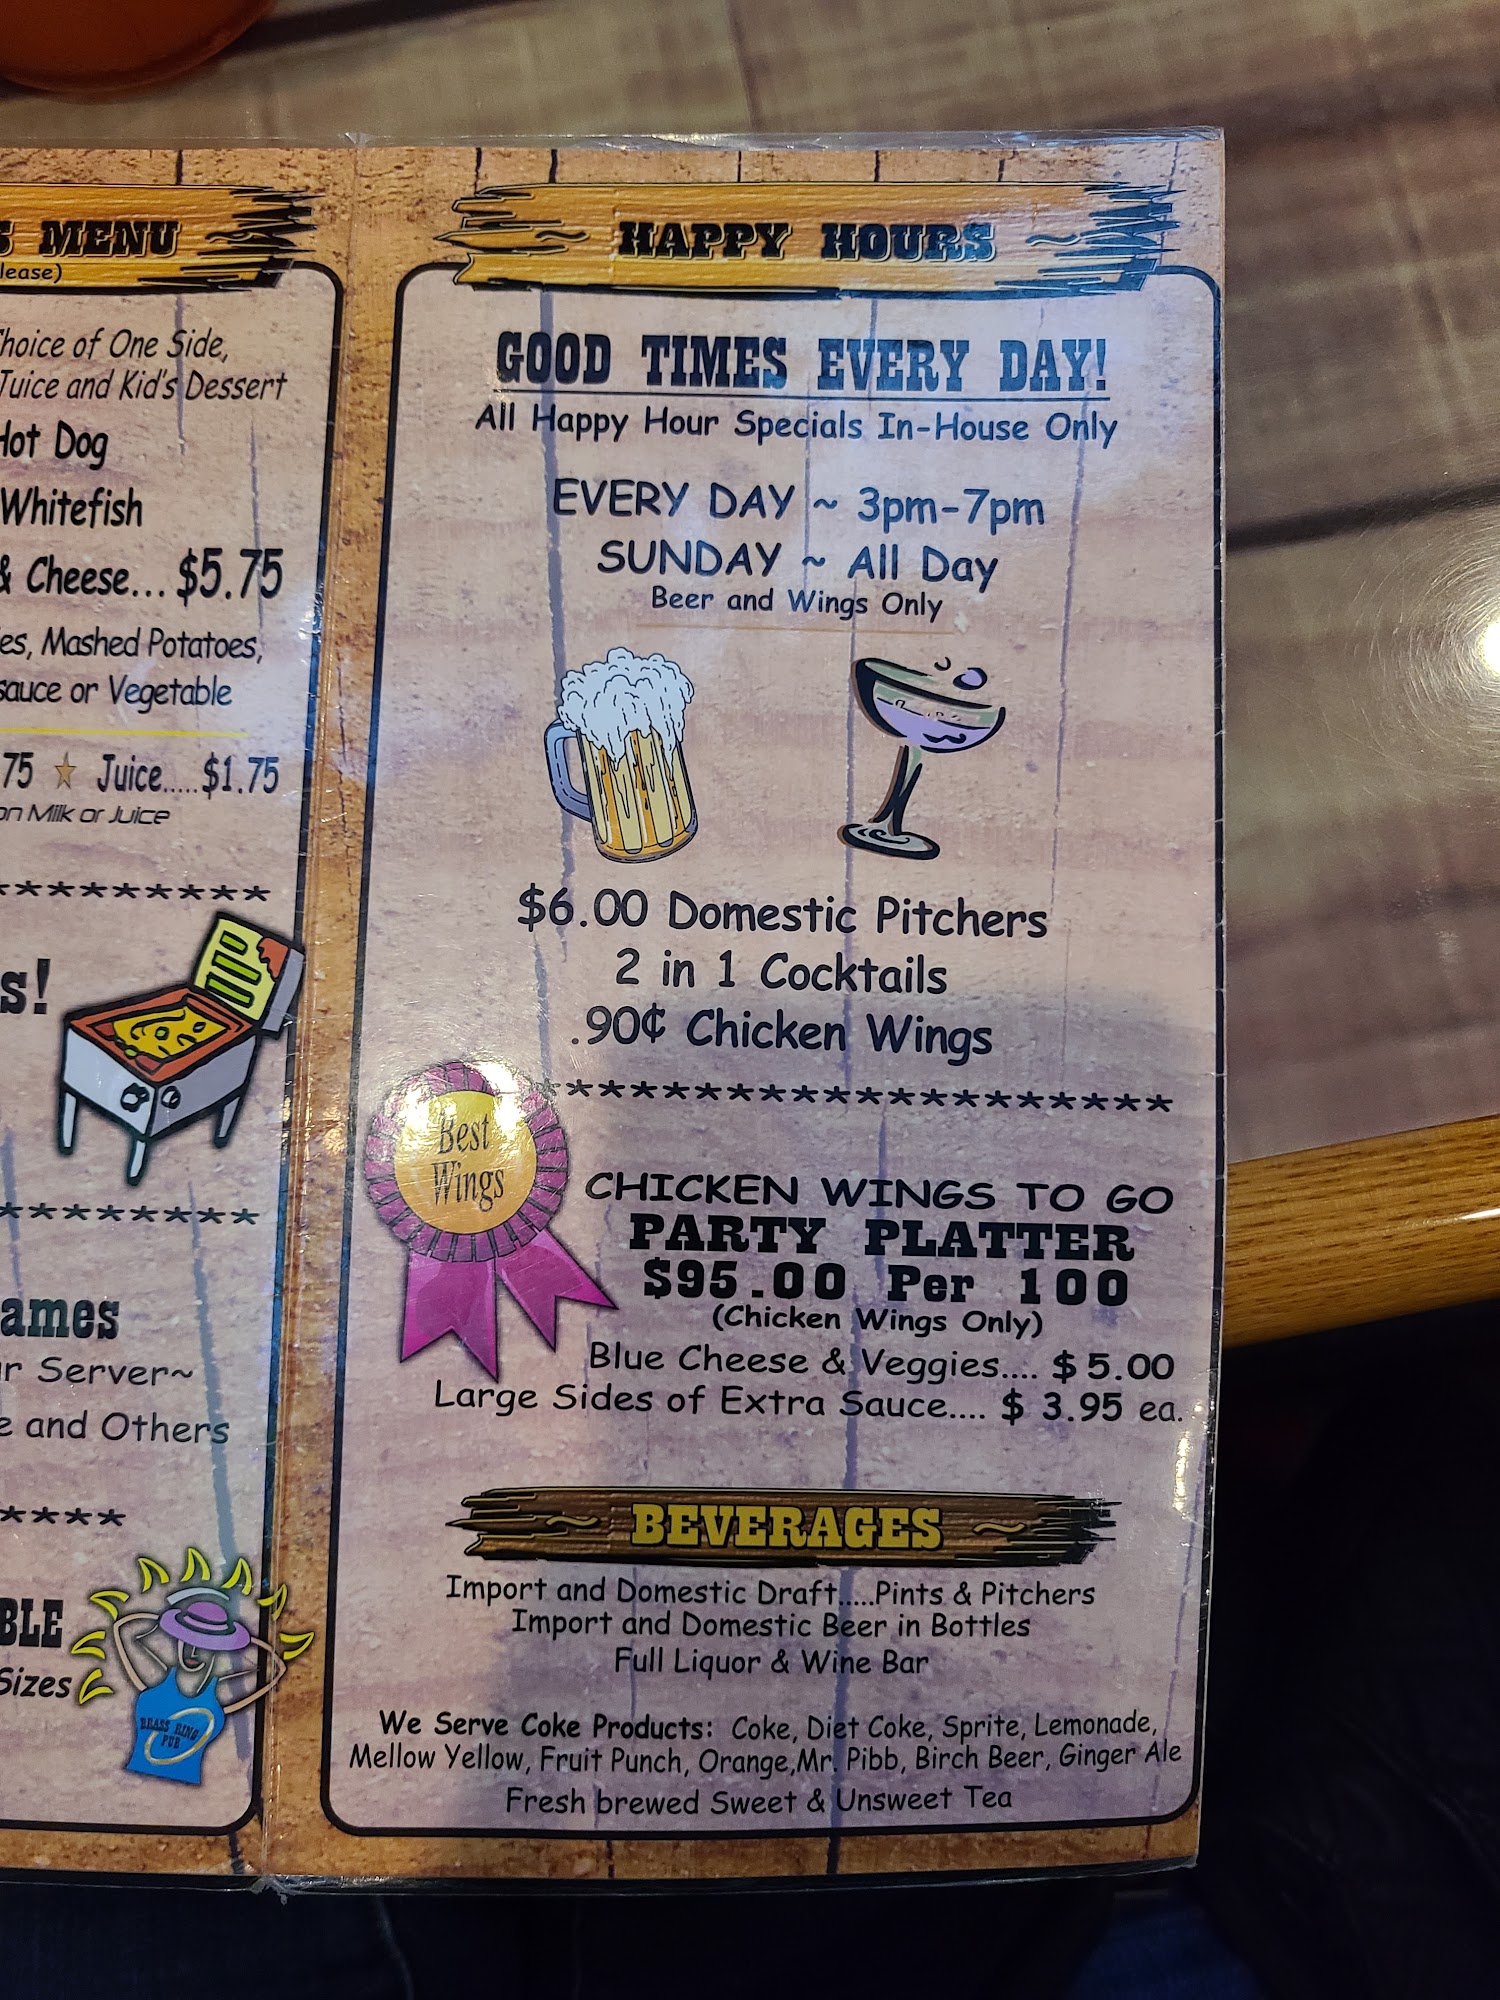 S MENU
lease)
Choice of One Side,
Juice and Kid's Dessert
Hot Dog
Whitefish
& Cheese... $5.75
es, Mashed Potatoes,
sauce or Vegetable
75 Juice.....$1.75
on Milk or Juice
*********
s!
********
ames
r Server~
e and Others
****
BLE
Sizes
BRASS RING
PUB
~ HAPPY HOURS ~
GOOD TIMES EVERY DAY!
All Happy Hour Specials In-House Only
EVERY DAY ~ 3pm-7pm
SUNDAY ~ All Day
Beer and Wings Only
$6.00 Domestic Pitchers
2 in 1 Cocktails
.90¢ Chicken Wings
********************
Best
Wings
CHICKEN WINGS TO GO
PARTY PLATTER
$95.00 Per 100
(Chicken Wings Only)
Blue Cheese & Veggies.... $5.00
Large Sides of Extra Sauce.... $ 3.95 ea.
~ BEVERAGES ~
Import and Domestic Draft.....Pints & Pitchers
Import and Domestic Beer in Bottles
Full Liquor & Wine Bar
We Serve Coke Products: Coke, Diet Coke, Sprite, Lemonade,
Mellow Yellow, Fruit Punch, Orange,Mr. Pibb, Birch Beer, Ginger Ale
Fresh brewed Sweet & Unsweet Tea